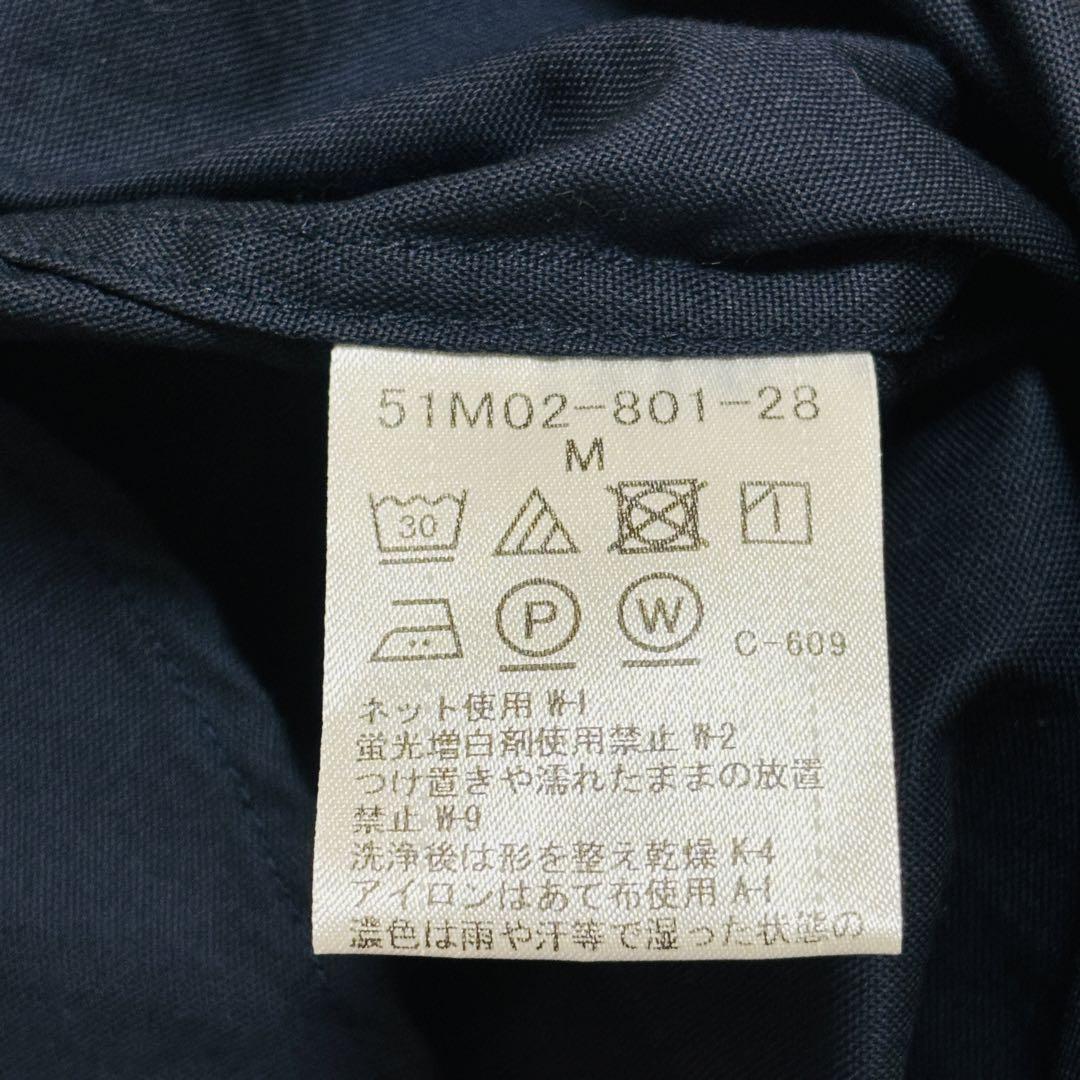 51M02-801-28
M
30
P W C-609
ネット使用 W-1
蛍光増白剤使用禁止 W-2
つけ置きや濡れたままの放置
禁止 W-9
洗浄後は形を整え乾燥 K-4
アイロンはあて布使用 A-1
濃色は雨や汗等で湿った状態の